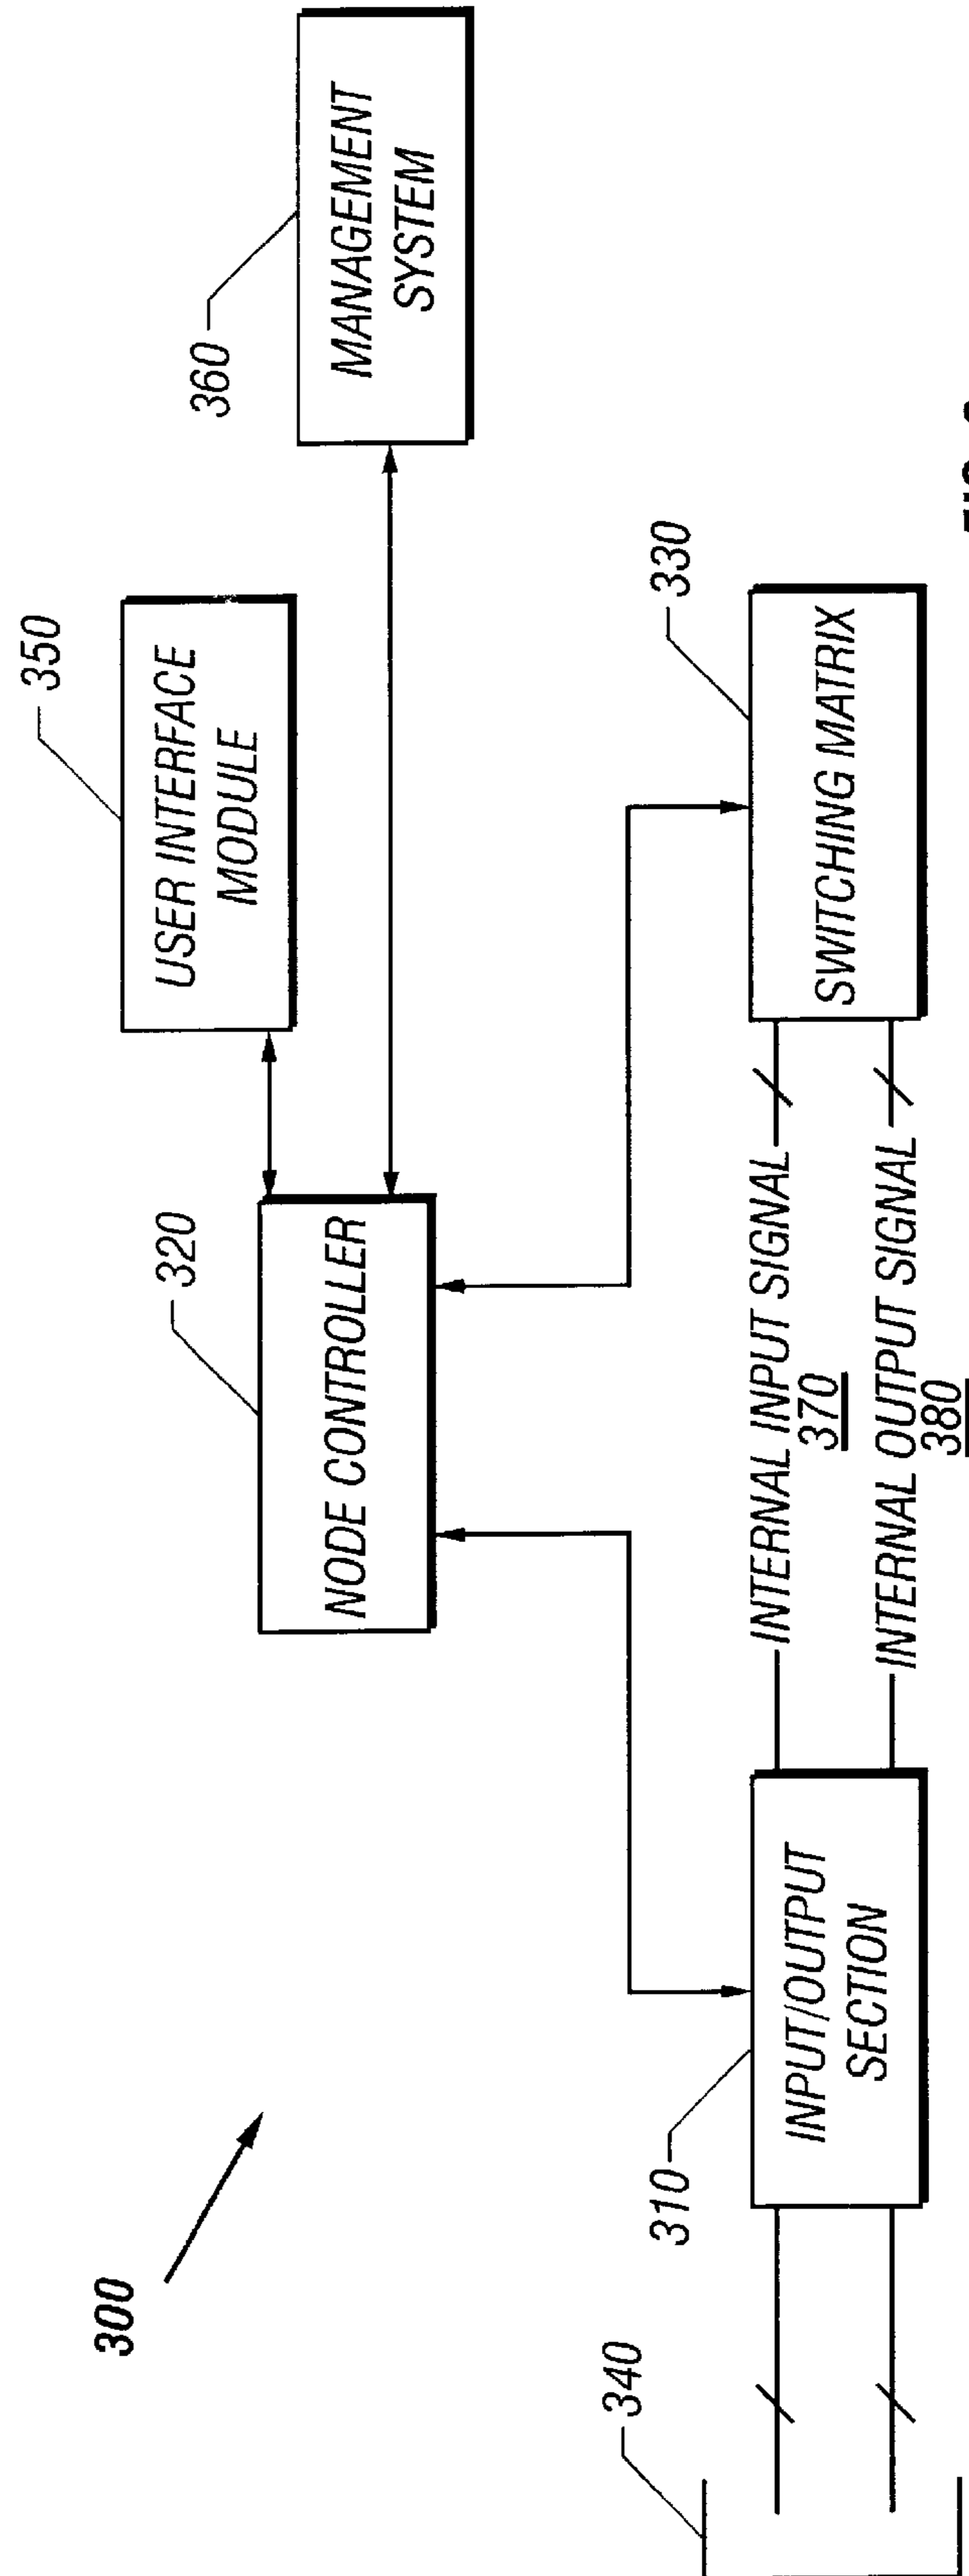 300
350
USER INTERFACE
MODULE
360
MANAGEMENT
SYSTEM
320
NODE CONTROLLER
340
310
INPUT/OUTPUT
SECTION
INTERNAL INPUT SIGNAL
370
INTERNAL OUTPUT SIGNAL
380
330
SWITCHING MATRIX